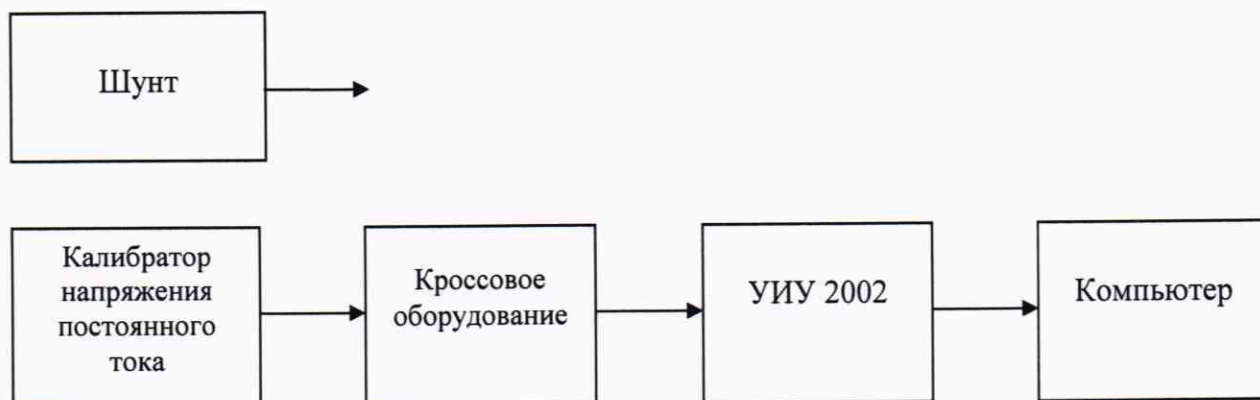 Шунт
Калибратор
напряжения
постоянного
тока
Кроссовое
оборудование
УИУ 2002
Компьютер